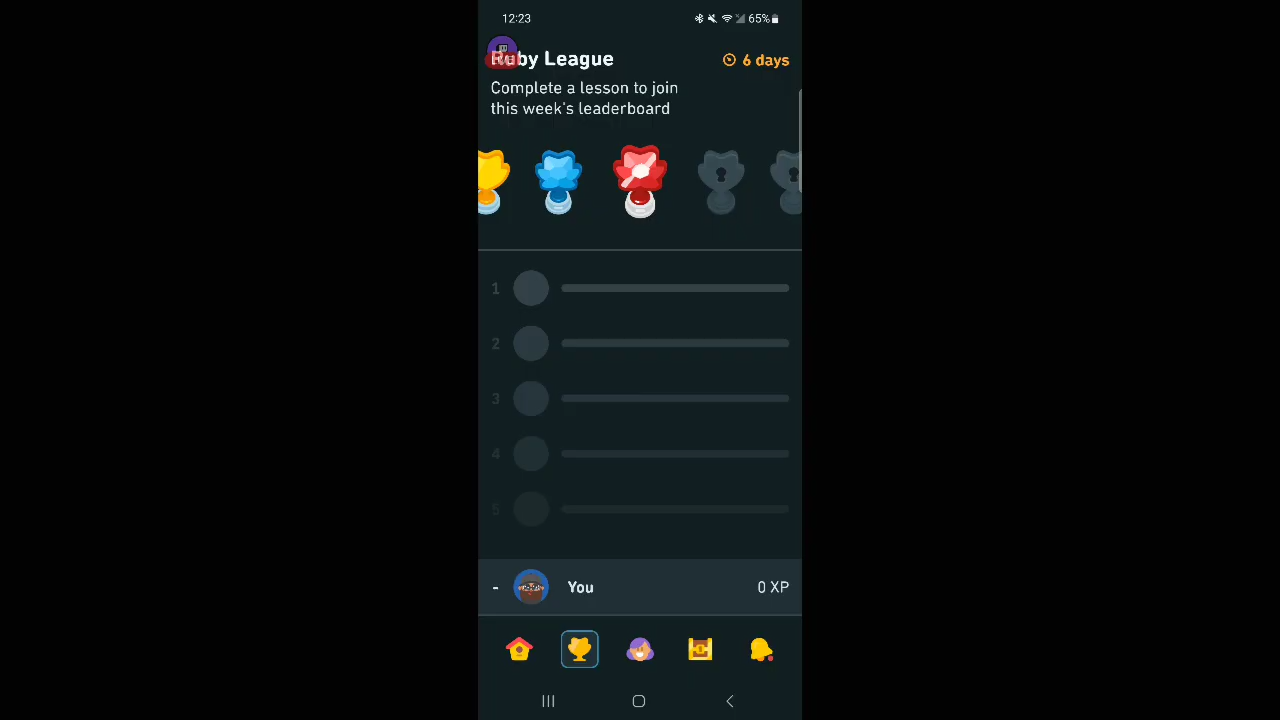 12:23
65%
Ruby League
6 days
Complete a lesson to join
this week's leaderboard
1
2
3
4
5
-
You
0 XP